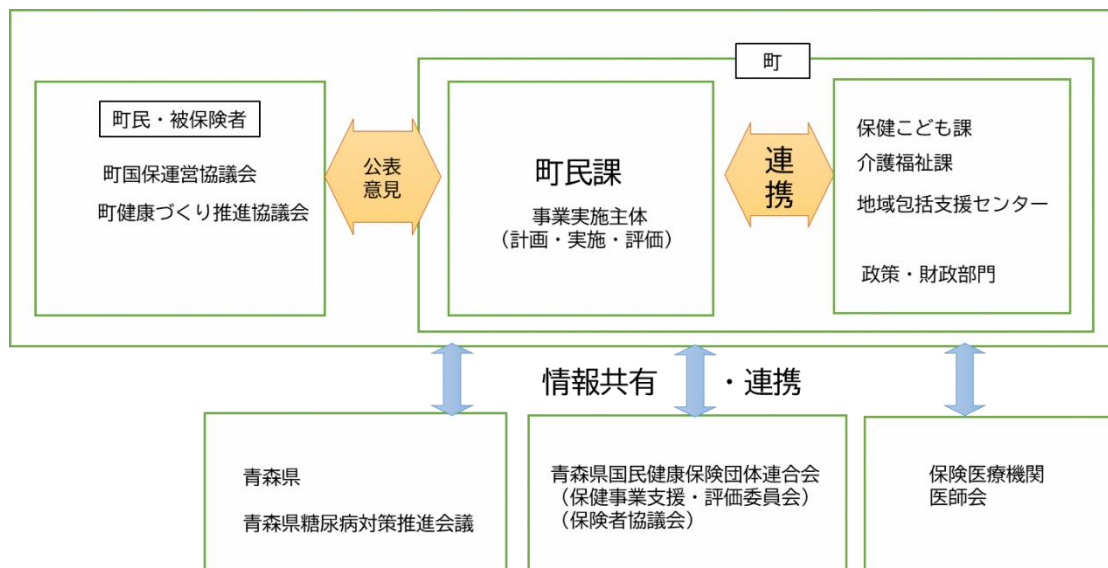 町
町民・被保険者
町国保運営協議会
町健康づくり推進協議会
公表
意見
町民課
事業実施主体
（計画・実施・評価）
連
携
保健こども課
介護福祉課
地域包括支援センター
政策・財政部門
情報共有 ・連携
青森県
青森県糖尿病対策推進会議
青森県国民健康保険団体連合会
（保健事業支援・評価委員会）
（保険者協議会）
保険医療機関
医師会